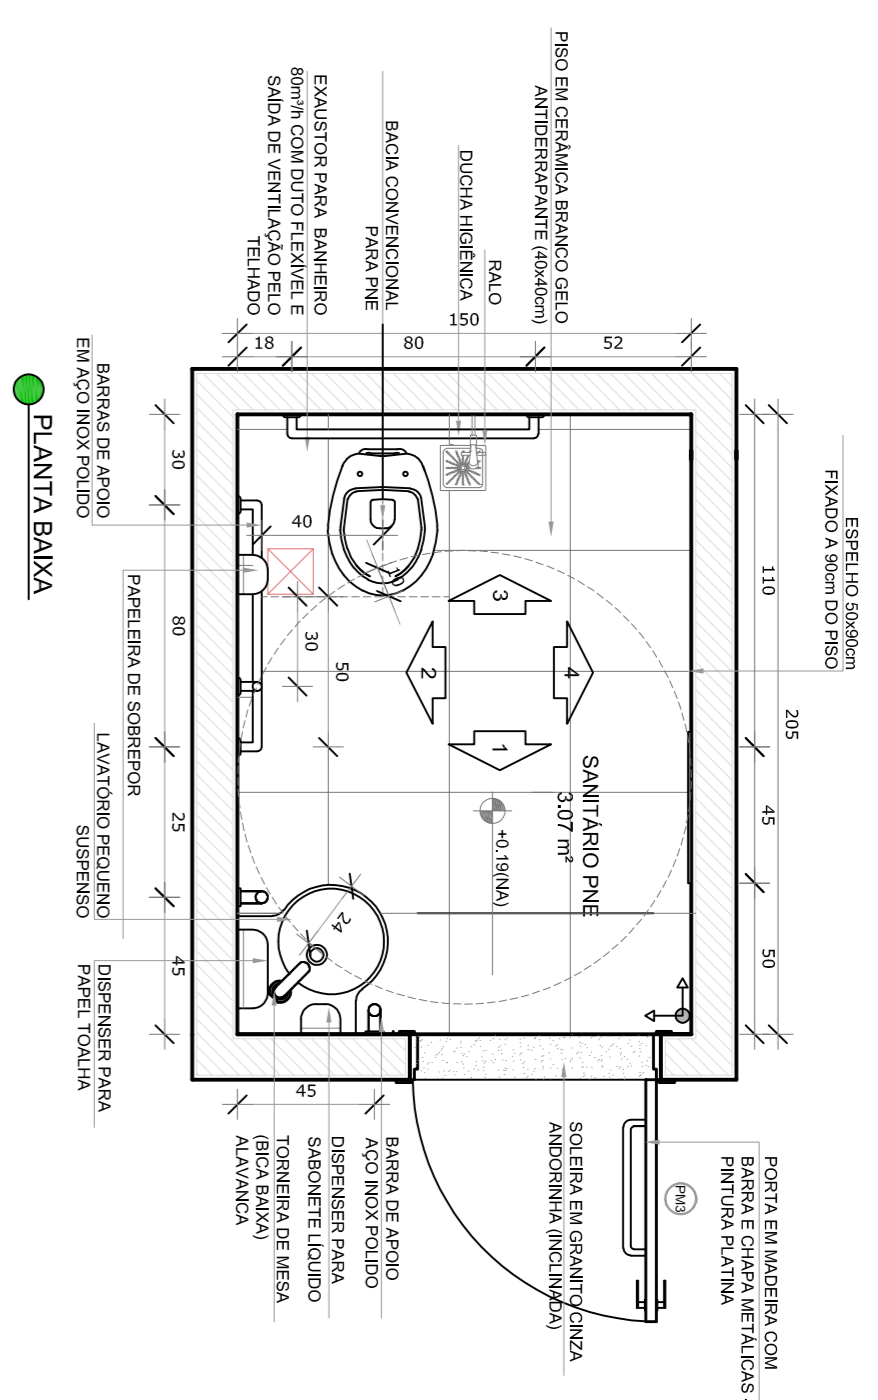 PISO EM CERÂMICA BRANCO GELO
ANTIDERRAPANTE (40x40cm)
RALO
DUCHA HIGIÊNICA
BACIA CONVENCIONAL
PARA PNE
EXAUSTOR PARA BANHEIRO
80m³/h COM DUTO FLEXÍVEL E
SAÍDA DE VENTILAÇÃO PELO
TELHADO
150
18
80
52
ESPELHO 50x90cm
FIXADO A 90cm DO PISO
205
110
45
50
BARRAS DE APOIO
EM AÇO INOX POLIDO
PAPELEIRA DE SOBREPOR
LAVATÓRIO PEQUENO
SUSPENSO
DISPENSER PARA
PAPEL TOALHA
30
80
25
45
40
30
50
10
24
3
2
4
1
SANITÁRIO PNE
3.07 m²
+0.19(NA)
45
BARRA DE APOIO
AÇO INOX POLIDO
DISPENSER PARA
SABONETE LÍQUIDO
TORNEIRA DE MESA
(BICA BAIXA)
ALAVANCA
SOLEIRA EM GRANITO CINZA
ANDORINHA (INCLINADA)
PORTA EM MADEIRA COM
BARRA E CHAPA METÁLICAS -
PINTURA PLATINA
PM3
PLANTA BAIXA